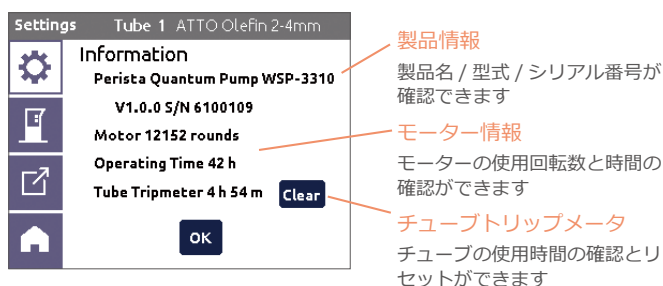 Settings Tube 1 ATTO Olefin 2-4mm
Information
Perista Quantum Pump WSP-3310
V1.0.0 S/N 6100109
Motor 12152 rounds
Operating Time 42 h
Tube Tripmeter 4 h 54 m Clear
OK
製品情報
製品名 / 型式 / シリアル番号が
確認できます
モーター情報
モーターの使用回転数と時間の
確認ができます
チューブトリップメータ
チューブの使用時間の確認とリ
セットができます